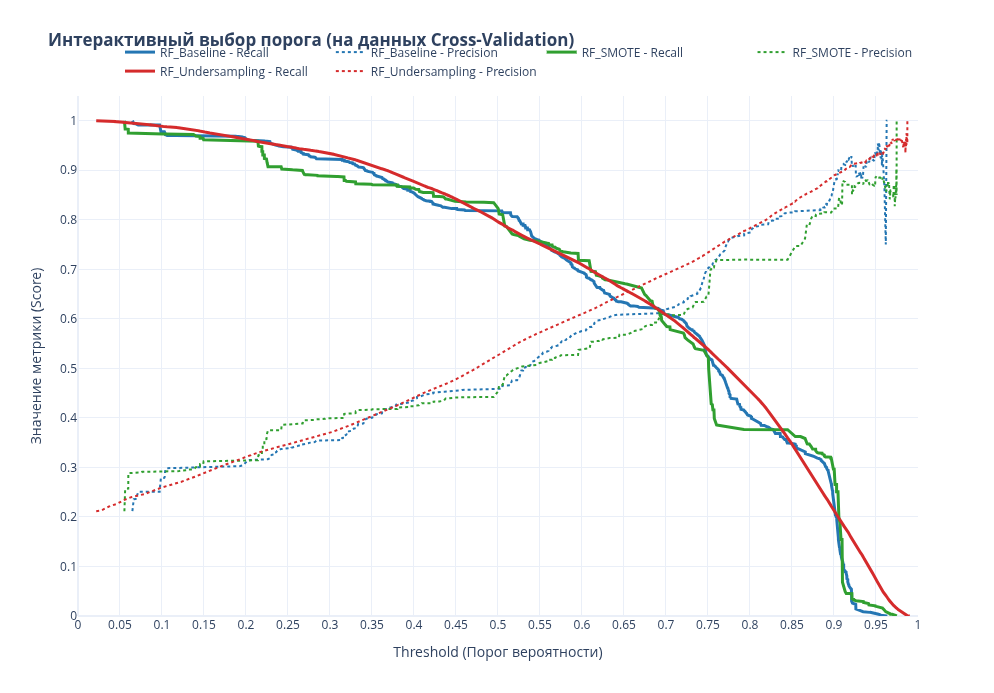 Интерактивный выбор порога (на данных Cross-Validation)
RF_Baseline - Recall RF_Baseline - Precision RF_SMOTE - Recall RF_SMOTE - Precision
RF_Undersampling - Recall RF_Undersampling - Precision
Значение метрики (Score)
1
0.9
0.8
0.7
0.6
0.5
0.4
0.3
0.2
0.1
0
0 0.05 0.1 0.15 0.2 0.25 0.3 0.35 0.4 0.45 0.5 0.55 0.6 0.65 0.7 0.75 0.8 0.85 0.9 0.95 1
Threshold (Порог вероятности)